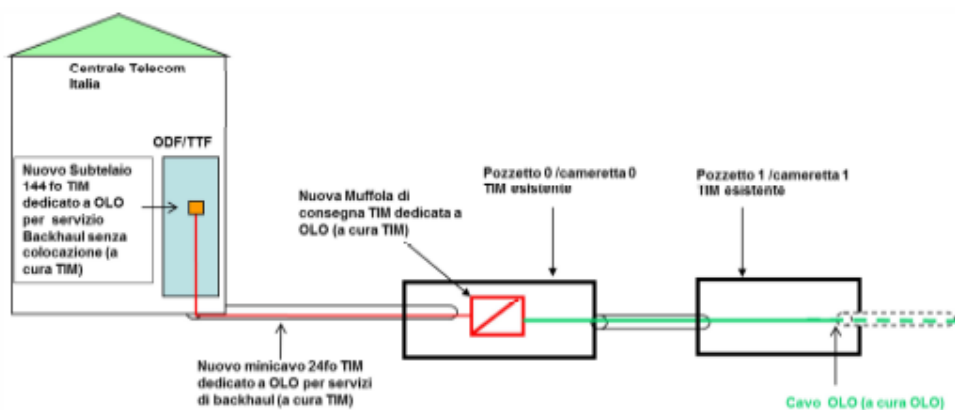 Centrale Telecom
Italia
ODF/TTF
Nuovo Subtelaio
144 fo TIM
dedicato a OLO
per servizio
Backhaul senza
colocazione (a
cura TIM)
Nuova Muffola di
consegna TIM dedicata a
OLO (a cura TIM)
Pozzetto 0 /cameretta 0
TIM esistente
Pozzetto 1 /cameretta 1
TIM esistente
Nuovo minicavo 24fo TIM
dedicato a OLO per servizi
di backhaul (a cura TIM)
Cavo OLO (a cura OLO)